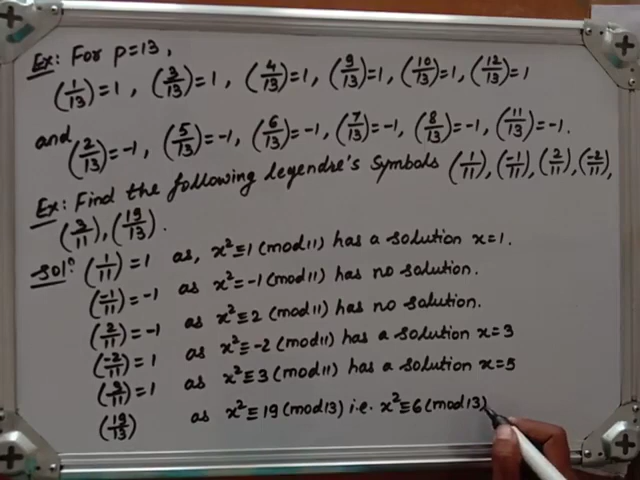 Ex: For p=13,
(1/13)=1, (3/13)=1, (4/13)=1, (9/13)=1, (10/13)=1, (12/13)=1
and (2/13)=-1, (5/13)=-1, (6/13)=-1, (7/13)=-1, (8/13)=-1, (11/13)=-1.
Ex: Find the following legendre's Symbols (1/11), (-1/11), (2/11), (-2/11),
(3/11), (19/13).
Sol: (1/11)=1 as, x²≡1(mod 11) has a solution x=1.
(-1/11)=-1 as x²≡-1(mod 11) has no solution.
(2/11)=-1 as x²≡2 (mod 11) has no solution.
(-2/11)=1 as x²≡-2(mod 11) has a solution x=3
(3/11)=1 as x²≡3(mod 11) has a solution x=5
(19/13) as x²≡19(mod 13) i.e. x²≡6(mod 13)